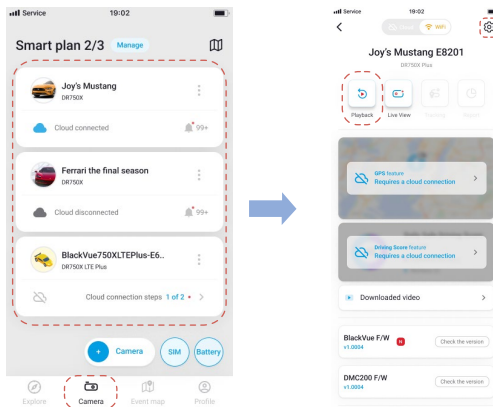 Service
19:02
Smart plan 2/3
Manage
Joy's Mustang
DR750X
Cloud connected
99+
Ferrari the final season
DR750X
Cloud disconnected
99+
BlackVue750XLTEPlus-E6..
DR750X LTE Plus
Cloud connection steps 1 of 2 • >
+ Camera
SIM
Battery
Explore
Camera
Event map
Profile
Service
19:02
Cloud
WiFi
Joy's Mustang E8201
DR750X Plus
Playback
Live View
GPS feature
Requires a cloud connection
Driving Score feature
Requires a cloud connection
Downloaded video
BlackVue F/W
N
v1.0004
Check the version
DMC200 F/W
v1.0004
Check the version